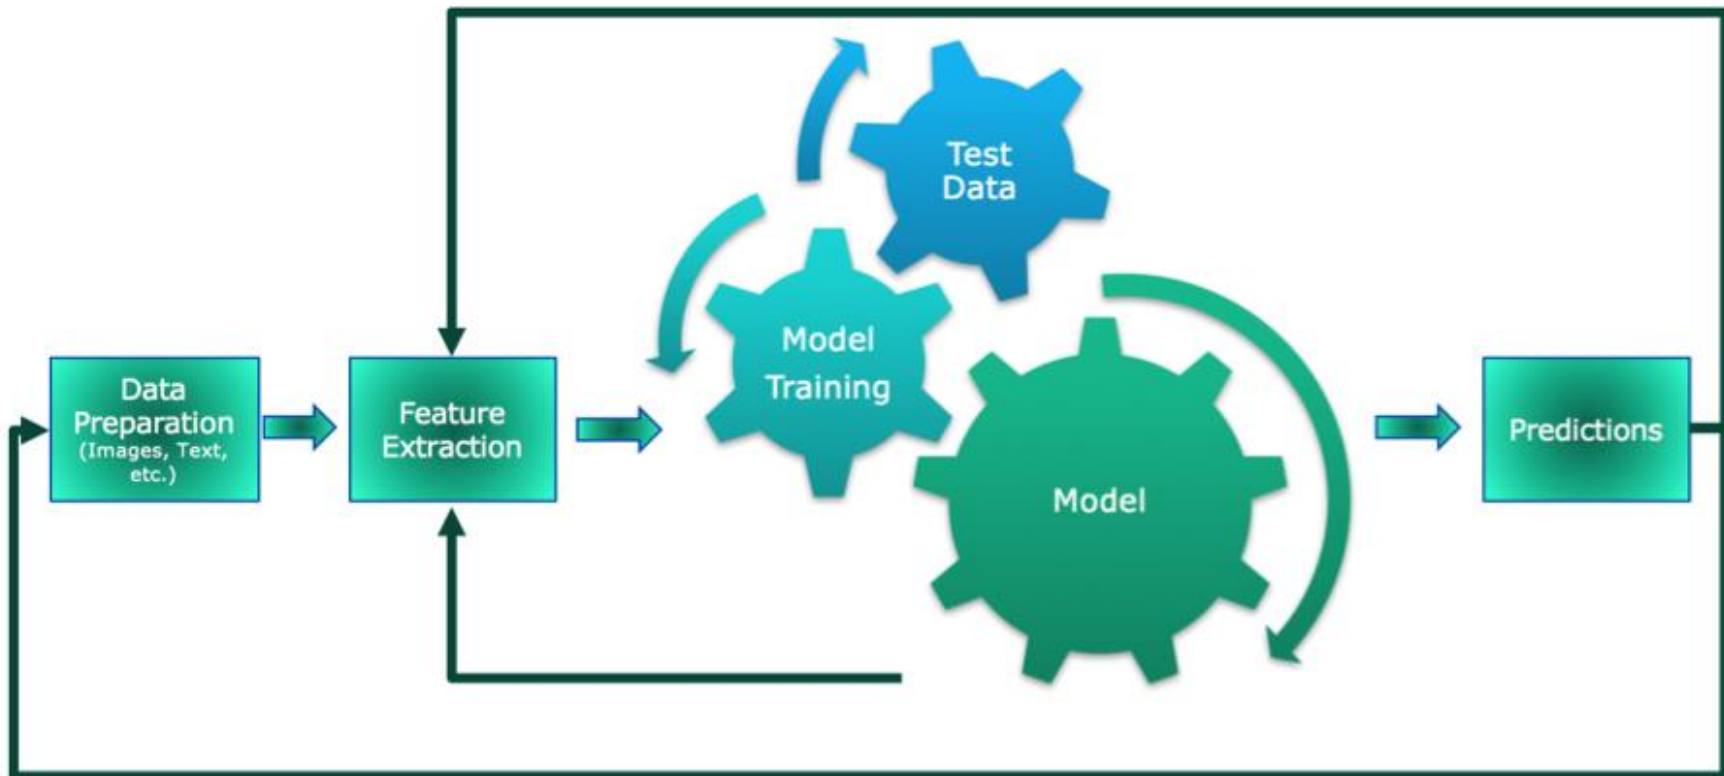 Data
Preparation
(Images, Text,
etc.)
Feature
Extraction
Test
Data
Model
Training
Model
Predictions